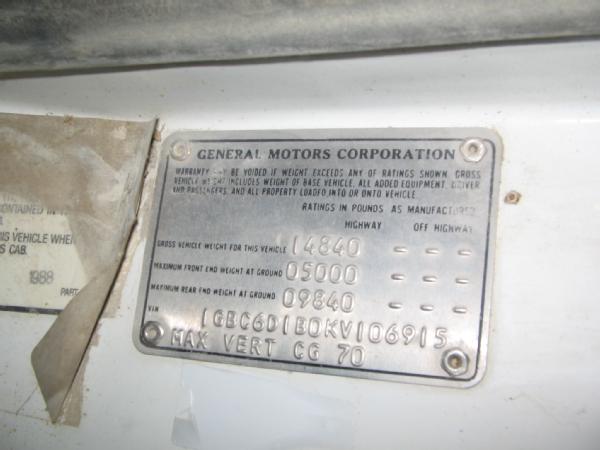 GENERAL MOTORS CORPORATION
WARRANTY MAY BE VOIDED IF WEIGHT EXCEEDS ANY OF RATINGS SHOWN. GROSS
VEHICLE WEIGHT INCLUDES WEIGHT OF BASE VEHICLE, ALL ADDED EQUIPMENT, DRIVER
AND PASSENGERS, AND ALL PROPERTY LOADED INTO OR ONTO VEHICLE.
RATINGS IN POUNDS AS MANUFACTURED
HIGHWAY OFF HIGHWAY
GROSS VEHICLE WEIGHT FOR THIS VEHICLE 14840 - - -
MAXIMUM FRONT END WEIGHT AT GROUND 05000 - - -
MAXIMUM REAR END WEIGHT AT GROUND 09840 - - -
VIN 1GBC6D1B0KV106915
MAX VERT CG 70
CONTAINED IN
VEHICLE WHEN
CAB.
1988
PART